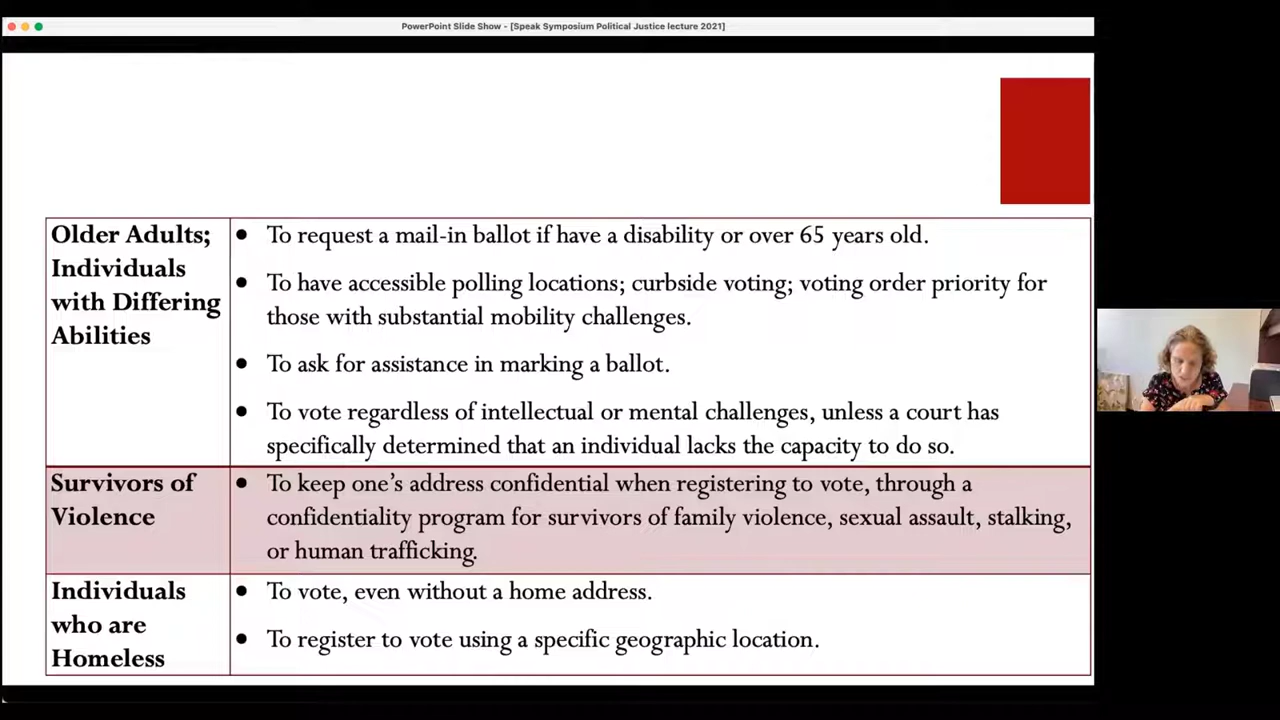 PowerPoint Slide Show - [Speak Symposium Political Justice lecture 2021]
Older Adults;
Individuals
with Differing
Abilities
• To request a mail-in ballot if have a disability or over 65 years old.
• To have accessible polling locations; curbside voting; voting order priority for
those with substantial mobility challenges.
• To ask for assistance in marking a ballot.
• To vote regardless of intellectual or mental challenges, unless a court has
specifically determined that an individual lacks the capacity to do so.
Survivors of
Violence
• To keep one’s address confidential when registering to vote, through a
confidentiality program for survivors of family violence, sexual assault, stalking,
or human trafficking.
Individuals
who are
Homeless
• To vote, even without a home address.
• To register to vote using a specific geographic location.